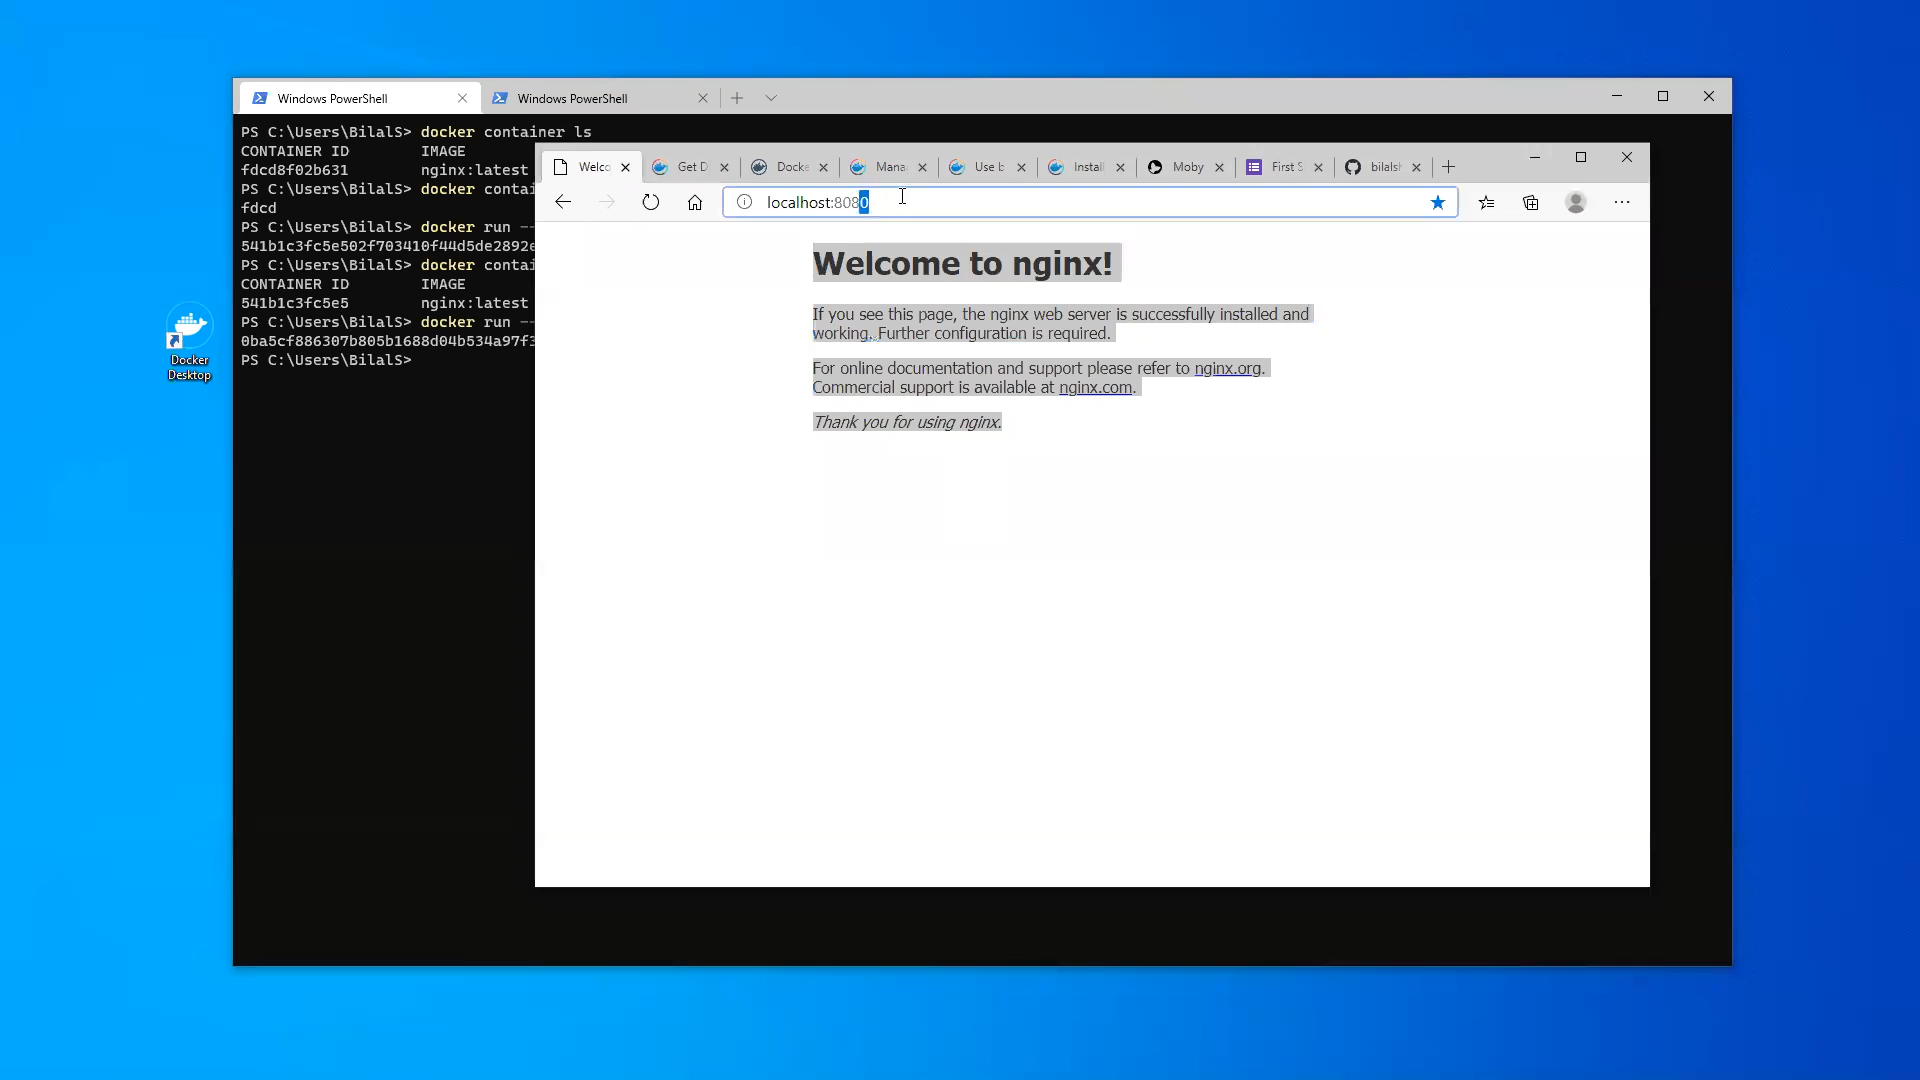 Windows PowerShell
Windows PowerShell
PS C:\Users\BilalS> docker container ls
CONTAINER ID IMAGE
fdcd8f02b631 nginx:latest
PS C:\Users\BilalS> docker contai
fdcd
PS C:\Users\BilalS> docker run --
541b1c3fc5e502f703410f44d5de2892e
PS C:\Users\BilalS> docker contai
CONTAINER ID IMAGE
541b1c3fc5e5 nginx:latest
PS C:\Users\BilalS> docker run --
0ba5cf886307b805b1688d04b534a97f3
PS C:\Users\BilalS>
Welco
Get D
Docke
Mana
Use b
Install
Moby
First S
bilalsh
localhost:8080
Welcome to nginx!
If you see this page, the nginx web server is successfully installed and
working. Further configuration is required.
For online documentation and support please refer to nginx.org.
Commercial support is available at nginx.com.
Thank you for using nginx.
Docker
Desktop